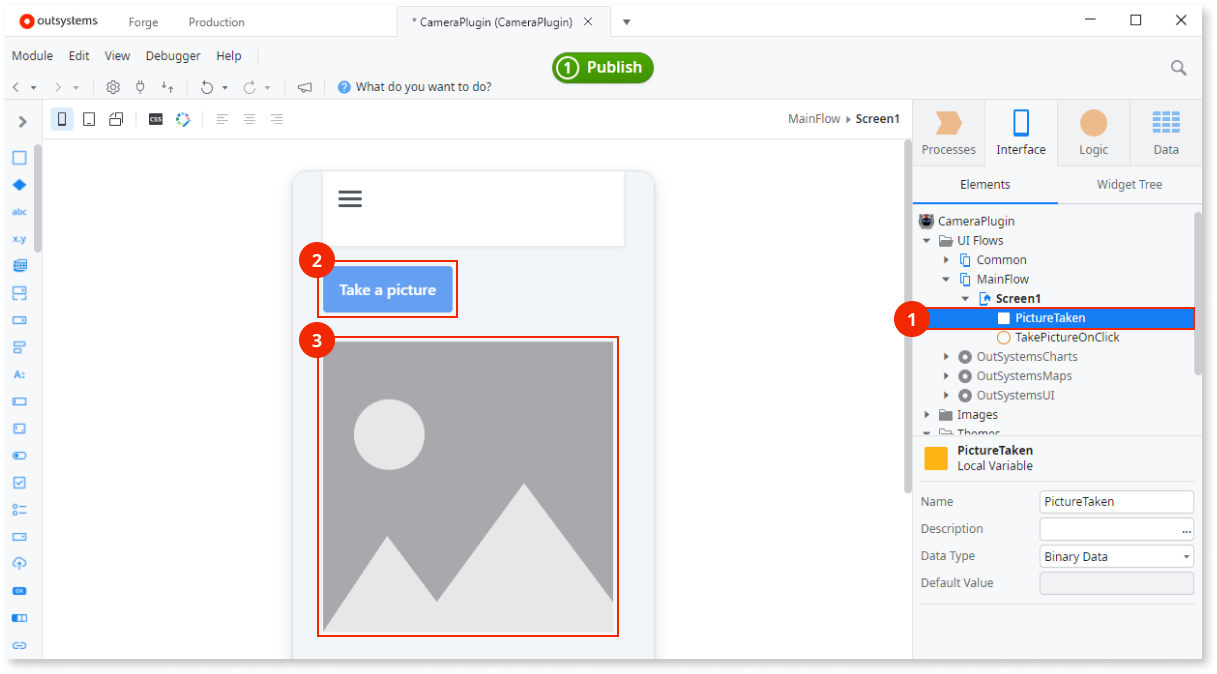 outsystems Forge Production * CameraPlugin (CameraPlugin)
Module Edit View Debugger Help
1 Publish
What do you want to do?
CSS
MainFlow Screen1
Processes Interface Logic Data
Elements Widget Tree
abc
x.y
A:
OK
2
Take a picture
3
CameraPlugin
UI Flows
Common
MainFlow
Screen1
1
PictureTaken
TakePictureOnClick
OutSystemsCharts
OutSystemsMaps
OutSystemsUI
Images
Themes
PictureTaken
Local Variable
Name PictureTaken
Description ...
Data Type Binary Data
Default Value